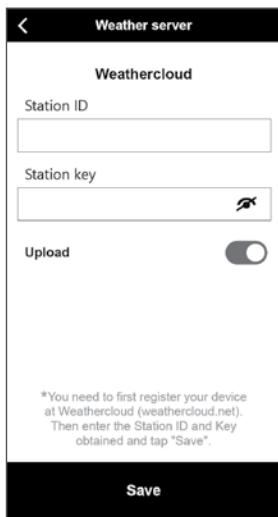 Weather server
Weathercloud
Station ID
Station key
Upload
*You need to first register your device
at Weathercloud (weathercloud.net).
Then enter the Station ID and Key
obtained and tap "Save".
Save